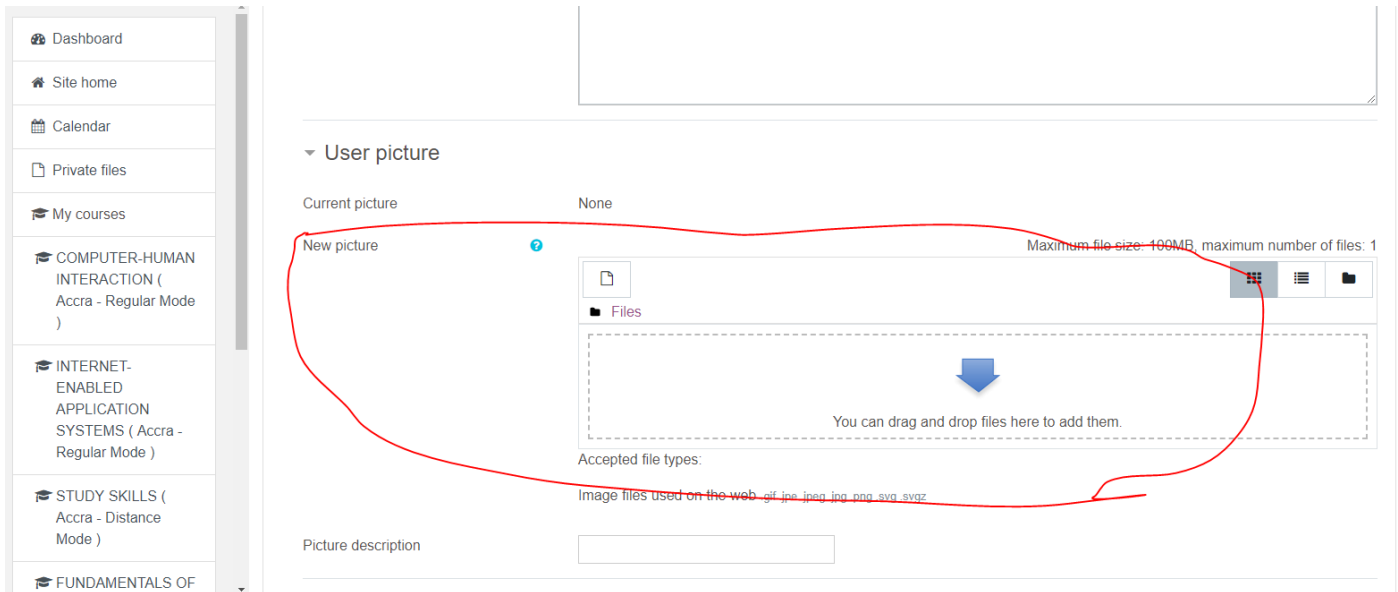 Dashboard
Site home
Calendar
Private files
My courses
COMPUTER-HUMAN
INTERACTION (
Accra - Regular Mode
)
INTERNET-
ENABLED
APPLICATION
SYSTEMS ( Accra -
Regular Mode )
STUDY SKILLS (
Accra - Distance
Mode )
FUNDAMENTALS OF
User picture
Current picture
None
New picture
?
Maximum file size: 100MB, maximum number of files: 1
Files
You can drag and drop files here to add them.
Accepted file types:
Image files used on the web .gif .jpe .jpeg .jpg .png .svg .svgz
Picture description